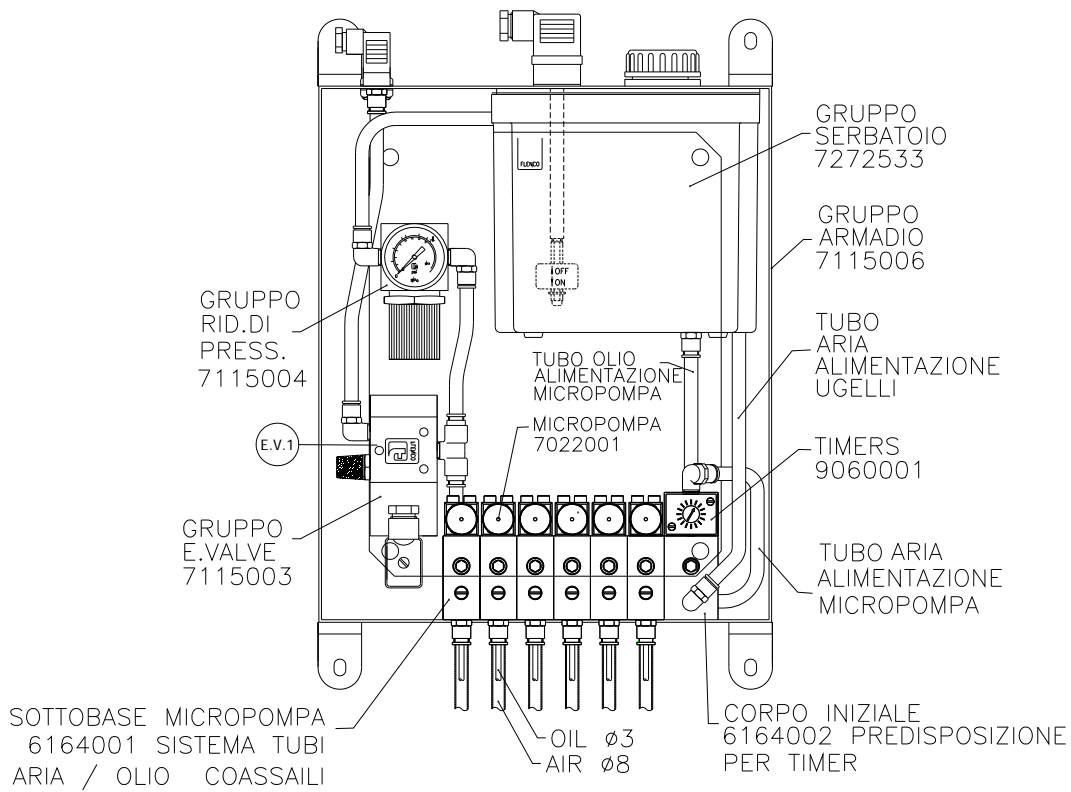 GRUPPO
SERBATOIO
7272533
FLENCO
GRUPPO
ARMADIO
7115006
OFF
ON
GRUPPO
RID.DI
PRESS.
7115004
TUBO
ARIA
ALIMENTAZIONE
UGELLI
TUBO OLIO
ALIMENTAZIONE
MICROPOMPA
MICROPOMPA
7022001
E.V.1
TIMERS
9060001
GRUPPO
E.VALVE
7115003
TUBO ARIA
ALIMENTAZIONE
MICROPOMPA
SOTTOBASE MICROPOMPA
6164001 SISTEMA TUBI
ARIA / OLIO COASSAILI
OIL ø3
AIR ø8
CORPO INIZIALE
6164002 PREDISPOSIZIONE
PER TIMER